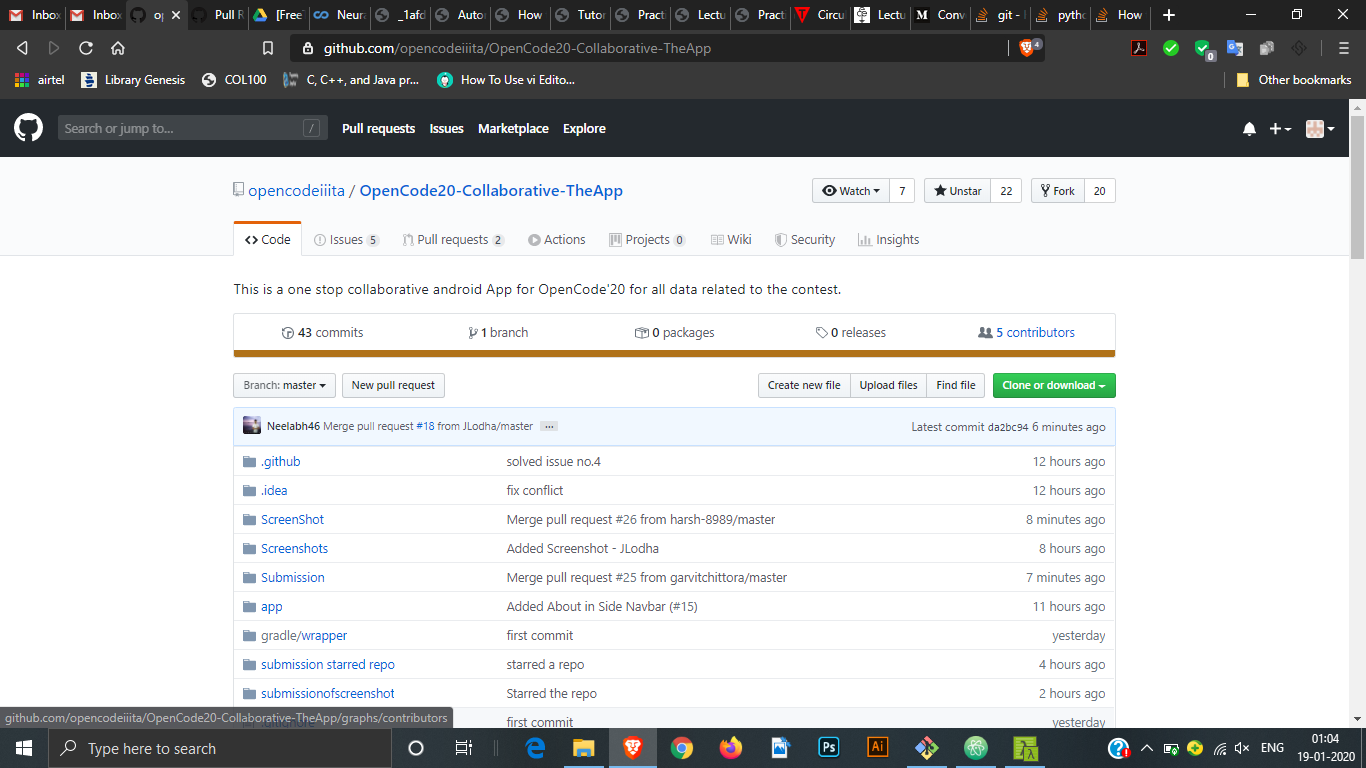 Inbox Inbox op Pull R [Free Neura _1afd Auto How Tutor Pract Lectu Pract Circu Lectu Conv git - pytho How
github.com/opencodeiiita/OpenCode20-Collaborative-TheApp 4 0
airtel Library Genesis COL100 C, C++, and Java pr... How To Use vi Edito... Other bookmarks
Search or jump to... / Pull requests Issues Marketplace Explore
opencodeiiita / OpenCode20-Collaborative-TheApp Watch 7 Unstar 22 Fork 20
Code Issues 5 Pull requests 2 Actions Projects 0 Wiki Security Insights
This is a one stop collaborative android App for OpenCode'20 for all data related to the contest.
43 commits 1 branch 0 packages 0 releases 5 contributors
Branch: master New pull request Create new file Upload files Find file Clone or download
Neelabh46 Merge pull request #18 from JLodha/master ... Latest commit da2bc94 6 minutes ago
.github solved issue no.4 12 hours ago
.idea fix conflict 12 hours ago
ScreenShot Merge pull request #26 from harsh-8989/master 8 minutes ago
Screenshots Added Screenshot - JLodha 8 hours ago
Submission Merge pull request #25 from garvitchittora/master 7 minutes ago
app Added About in Side Navbar (#15) 11 hours ago
gradle/wrapper first commit yesterday
submission starred repo starred a repo 4 hours ago
submissionofscreenshot Starred the repo 2 hours ago
first commit yesterday
github.com/opencodeiiita/OpenCode20-Collaborative-TheApp/graphs/contributors
Type here to search Ps Ai ENG 01:04
19-01-2020